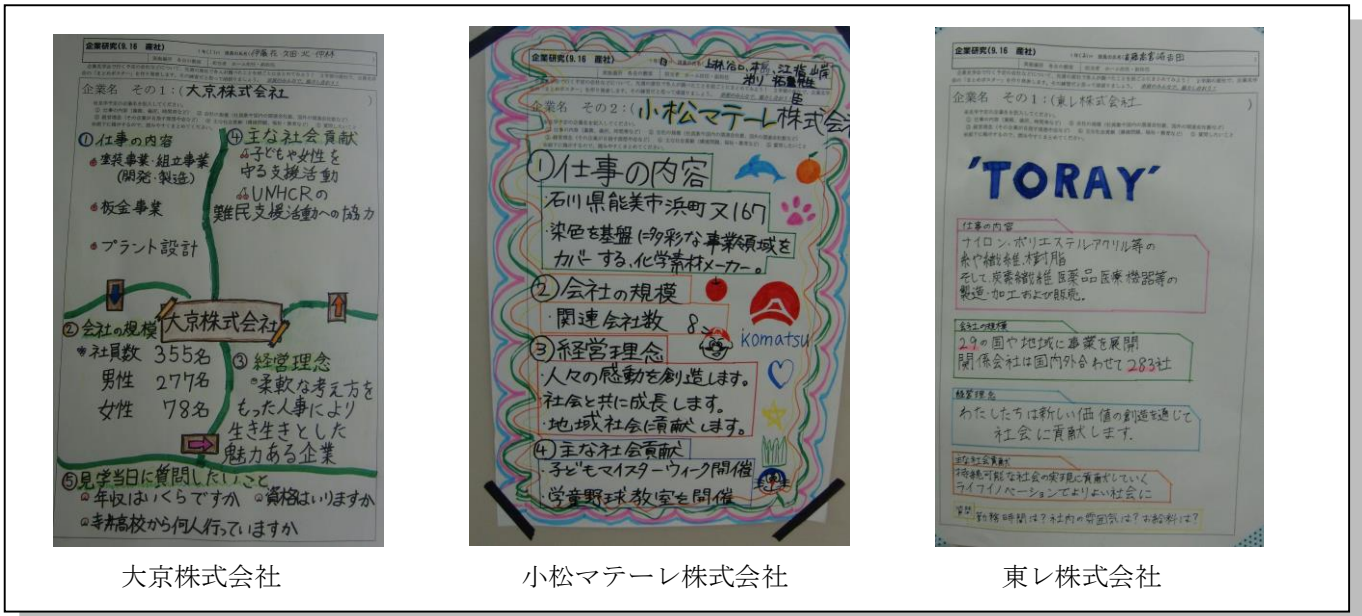 企業研究(9.16 産社)
企業名 その1:(大京株式会社 )
①仕事の内容
塗装事業・組立事業
(開発・製造)
板金事業
プラント設計
④主な社会貢献
子どもや女性を
守る支援活動
UNHCRの
難民支援活動への協力
大京株式会社
②会社の規模
*社員数 355名
男性 277名
女性 78名
③経営理念
柔軟な考え方を
もった人事により
生き生きとした
魅力ある企業
⑤見学当日に質問したいこと
年収はいくらですか 資格はいりますか
寺井高校から何人行っていますか
大京株式会社
企業研究(9.16 産社)
企業名 その2:(小松マテーレ株式会
①仕事の内容
・石川県能美市浜町ヌ167
・染色を基盤に多彩な事業領域を
カバーする、化学素材メーカー。
②会社の規模
・関連会社数 8
komatsu
③経営理念
・人々の感動を創造します。
・社会と共に成長します。
・地域社会に貢献します。
④主な社会貢献
・子どもマイスターウィーク開催
・学童野球教室を開催
小松マテーレ株式会社
企業研究(9.16 産社)
企業名 その1:(東レ株式会社 )
'TORAY'
仕事の内容
ナイロン・ポリエステル・アクリル等の
糸や繊維、樹脂
そして、炭素繊維、医薬品、医療機器等の
製造・加工および販売。
会社の規模
29の国や地域に事業を展開
関係会社は国内外合わせて283社
経営理念
わたしたちは新しい価値の創造を通じて
社会に貢献します。
主な社会貢献
持続可能な社会の実現に貢献していく
ライフイノベーションでよりよい社会に
質問 勤務時間は?社内の雰囲気は?お給料は?
東レ株式会社